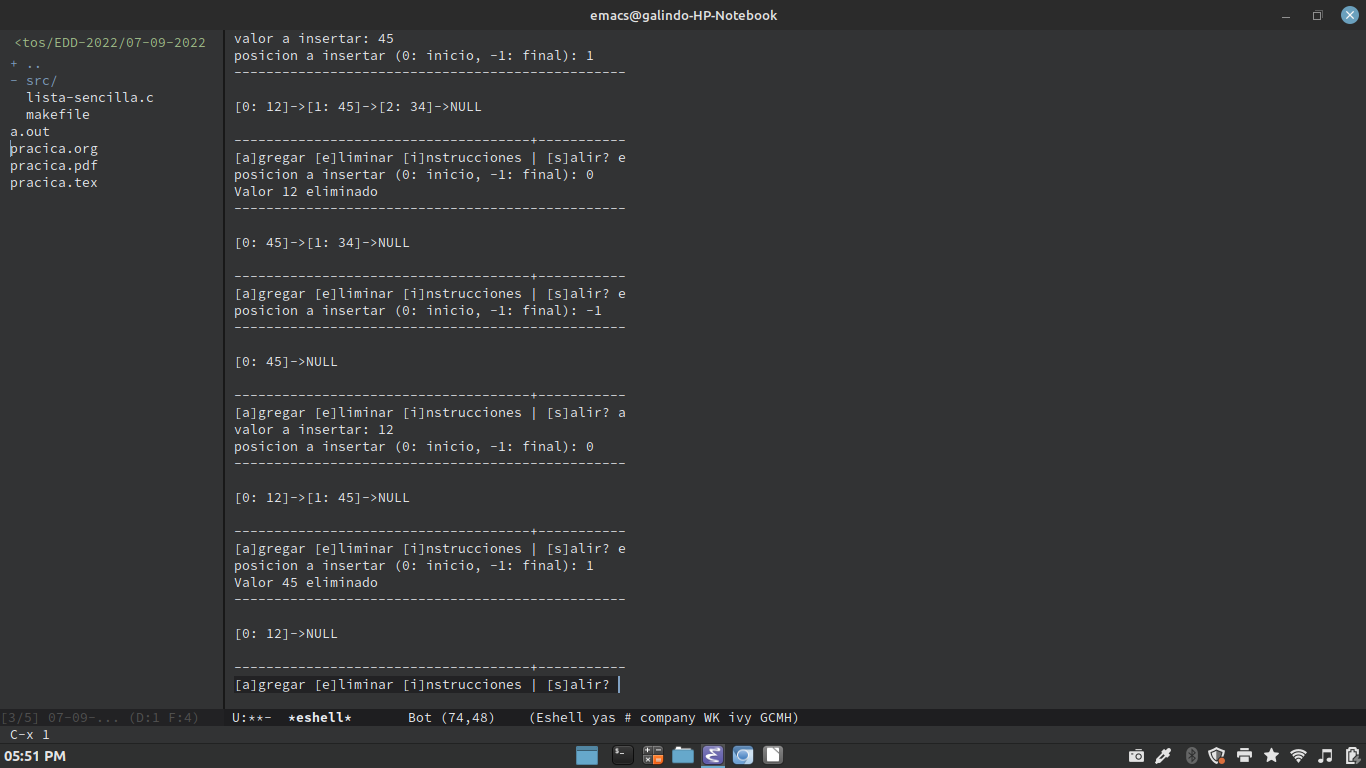 emacs@galindo-HP-Notebook
<tos/EDD-2022/07-09-2022
+ ..
- src/
lista-sencilla.c
makefile
a.out
pracica.org
pracica.pdf
pracica.tex
valor a insertar: 45
posicion a insertar (0: inicio, -1: final): 1
-------------------------------------------------
[0: 12]->[1: 45]->[2: 34]->NULL
-------------------------------------+-----------
[a]gregar [e]liminar [i]nstrucciones | [s]alir? e
posicion a insertar (0: inicio, -1: final): 0
Valor 12 eliminado
-------------------------------------------------
[0: 45]->[1: 34]->NULL
-------------------------------------+-----------
[a]gregar [e]liminar [i]nstrucciones | [s]alir? e
posicion a insertar (0: inicio, -1: final): -1
-------------------------------------------------
[0: 45]->NULL
-------------------------------------+-----------
[a]gregar [e]liminar [i]nstrucciones | [s]alir? a
valor a insertar: 12
posicion a insertar (0: inicio, -1: final): 0
-------------------------------------------------
[0: 12]->[1: 45]->NULL
-------------------------------------+-----------
[a]gregar [e]liminar [i]nstrucciones | [s]alir? e
posicion a insertar (0: inicio, -1: final): 1
Valor 45 eliminado
-------------------------------------------------
[0: 12]->NULL
-------------------------------------+-----------
[a]gregar [e]liminar [i]nstrucciones | [s]alir?
[3/5] 07-09-... (D:1 F:4)
U:**- *eshell* Bot (74,48) (Eshell yas # company WK ivy GCMH)
C-x 1
05:51 PM